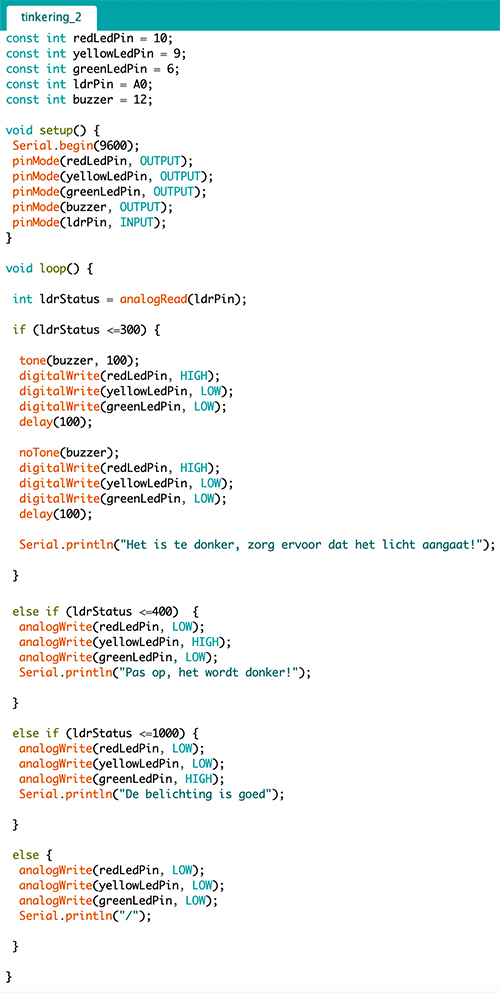 tinkering_2
const int redLedPin = 10;
const int yellowLedPin = 9;
const int greenLedPin = 6;
const int ldrPin = A0;
const int buzzer = 12;
void setup() {
Serial.begin(9600);
pinMode(redLedPin, OUTPUT);
pinMode(yellowLedPin, OUTPUT);
pinMode(greenLedPin, OUTPUT);
pinMode(buzzer, OUTPUT);
pinMode(ldrPin, INPUT);
}
void loop() {
int ldrStatus = analogRead(ldrPin);
if (ldrStatus <=300) {
tone(buzzer, 100);
digitalWrite(redLedPin, HIGH);
digitalWrite(yellowLedPin, LOW);
digitalWrite(greenLedPin, LOW);
delay(100);
noTone(buzzer);
digitalWrite(redLedPin, HIGH);
digitalWrite(yellowLedPin, LOW);
digitalWrite(greenLedPin, LOW);
delay(100);
Serial.println("Het is te donker, zorg ervoor dat het licht aangaat!");
}
else if (ldrStatus <=400)  {
analogWrite(redLedPin, LOW);
analogWrite(yellowLedPin, HIGH);
analogWrite(greenLedPin, LOW);
Serial.println("Pas op, het wordt donker!");
}
else if (ldrStatus <=1000) {
analogWrite(redLedPin, LOW);
analogWrite(yellowLedPin, LOW);
analogWrite(greenLedPin, HIGH);
Serial.println("De belichting is goed");
}
else {
analogWrite(redLedPin, LOW);
analogWrite(yellowLedPin, LOW);
analogWrite(greenLedPin, LOW);
Serial.println("/");
}
}